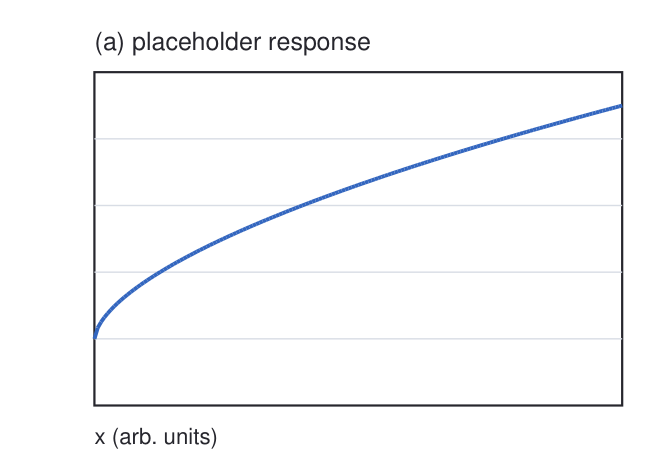 (a) placeholder response
x (arb. units)